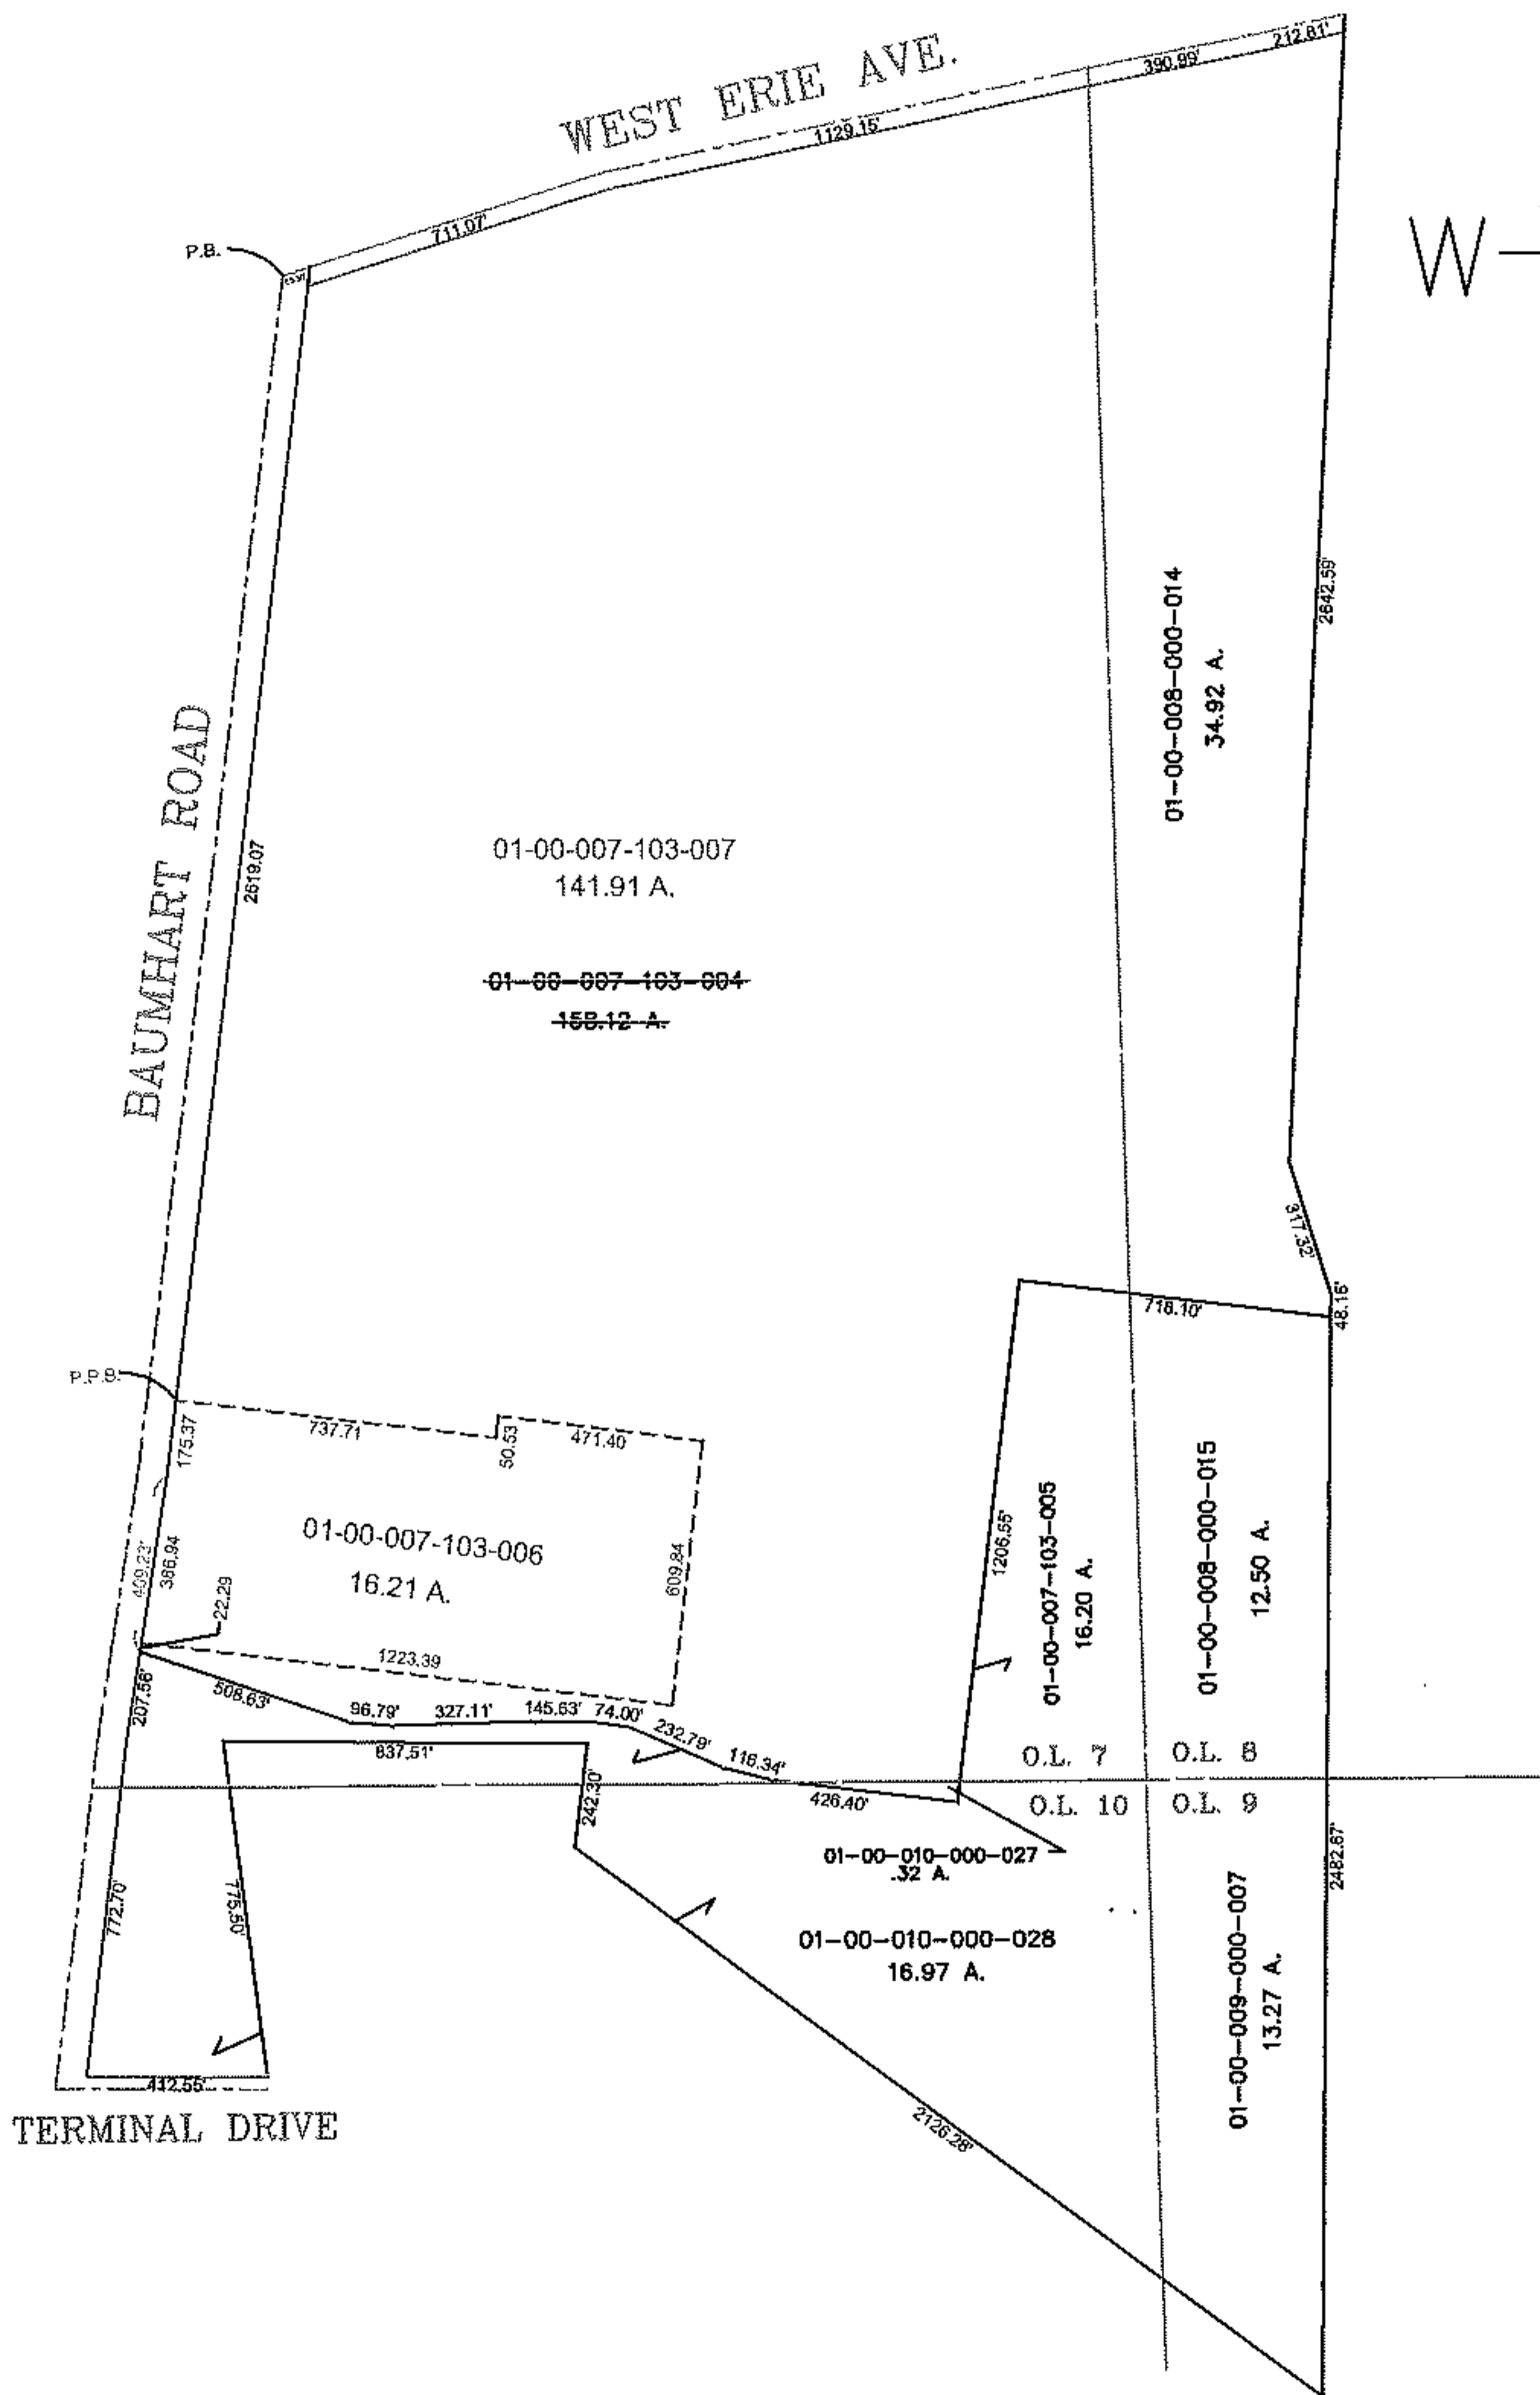 WEST ERIE AVE.
212.81'
390.99'
1129.15'
711.07'
P.B.
W
2642.59'
01-00-008-000-014
34.92 A.
BAUMHART ROAD
2619.07
01-00-007-103-007
141.91 A.
01-00-007-103-004
158.12 A.
317.32'
48.16'
718.10'
P.P.B.
175.37
737.71
50.53
471.40
01-00-007-103-006
16.21 A.
609.84
409.23'
386.94
22.29
1223.39
1206.55'
01-00-007-103-005
16.20 A.
01-00-008-000-015
12.50 A.
207.56'
508.63'
96.79'
327.11'
145.63'
74.00'
232.79'
116.34'
426.40'
837.51'
242.30'
O.L. 7
O.L. 8
O.L. 10
O.L. 9
01-00-010-000-027
.32 A.
01-00-010-000-028
16.97 A.
2482.67'
01-00-009-000-007
13.27 A.
772.70'
775.50'
412.55'
TERMINAL DRIVE
2126.28'